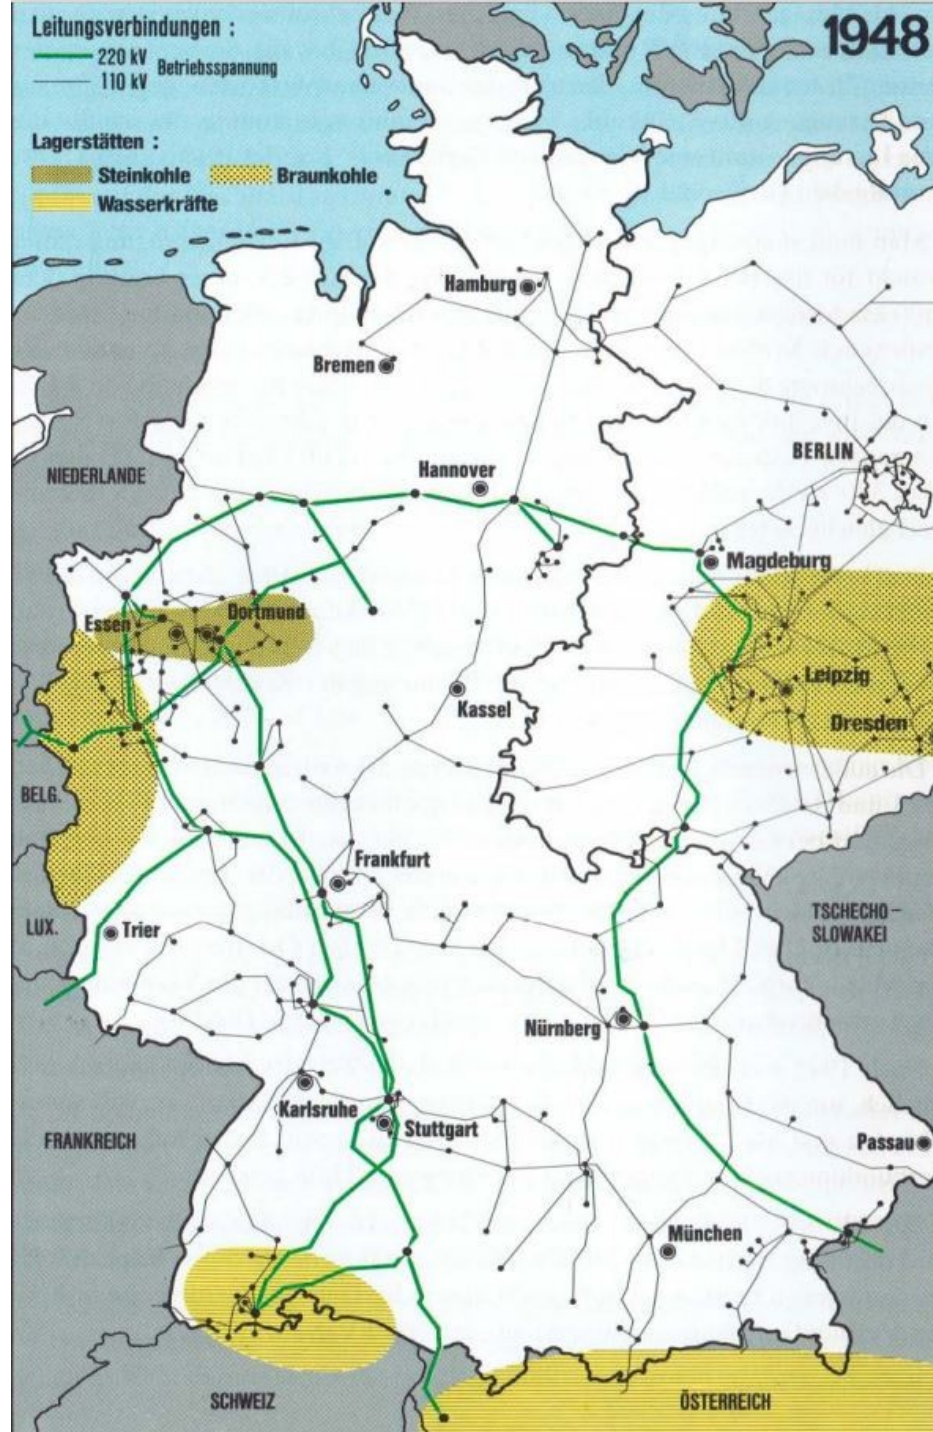 Leitungsverbindungen :
220 kV
110 kV
Betriebsspannung
1948
Lagerstätten :
Steinkohle
Braunkohle
Wasserkräfte
Hamburg
Bremen
BERLIN
NIEDERLANDE
Hannover
Magdeburg
Essen
Dortmund
Leipzig
Kassel
Dresden
BELG.
Frankfurt
LUX.
Trier
TSCHECHO-
SLOWAKEI
Nürnberg
Karlsruhe
Stuttgart
FRANKREICH
Passau
München
SCHWEIZ
ÖSTERREICH